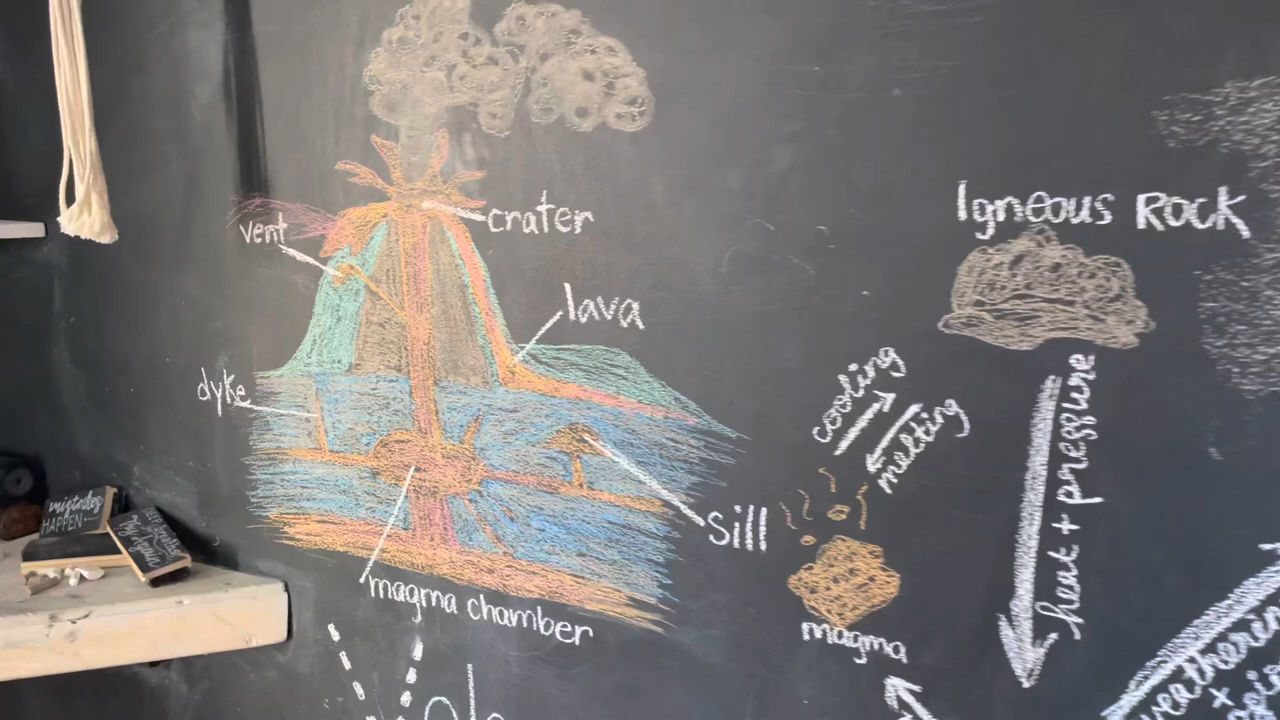 vent
crater
lava
dyke
Sill
magma chamber
Igneous Rock
cooling
melting
heat + pressure
magma
mistakes
HAPPEN
+